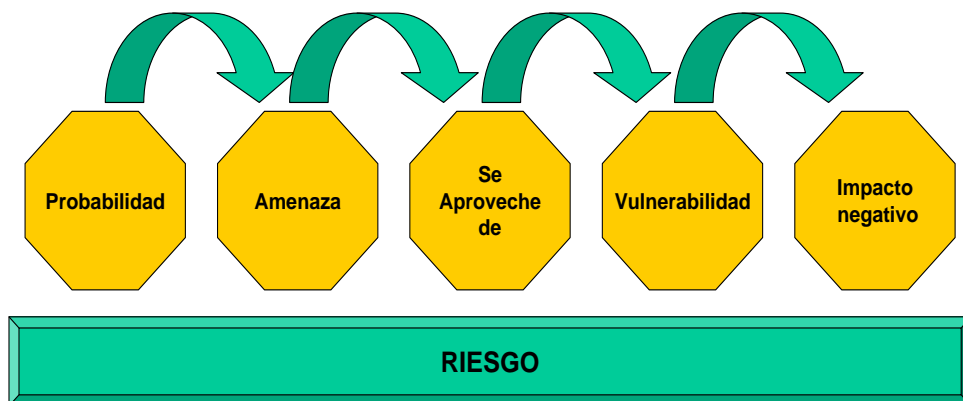 Probabilidad
Amenaza
Se
Aproveche
de
Vulnerabilidad
Impacto
negativo
RIESGO